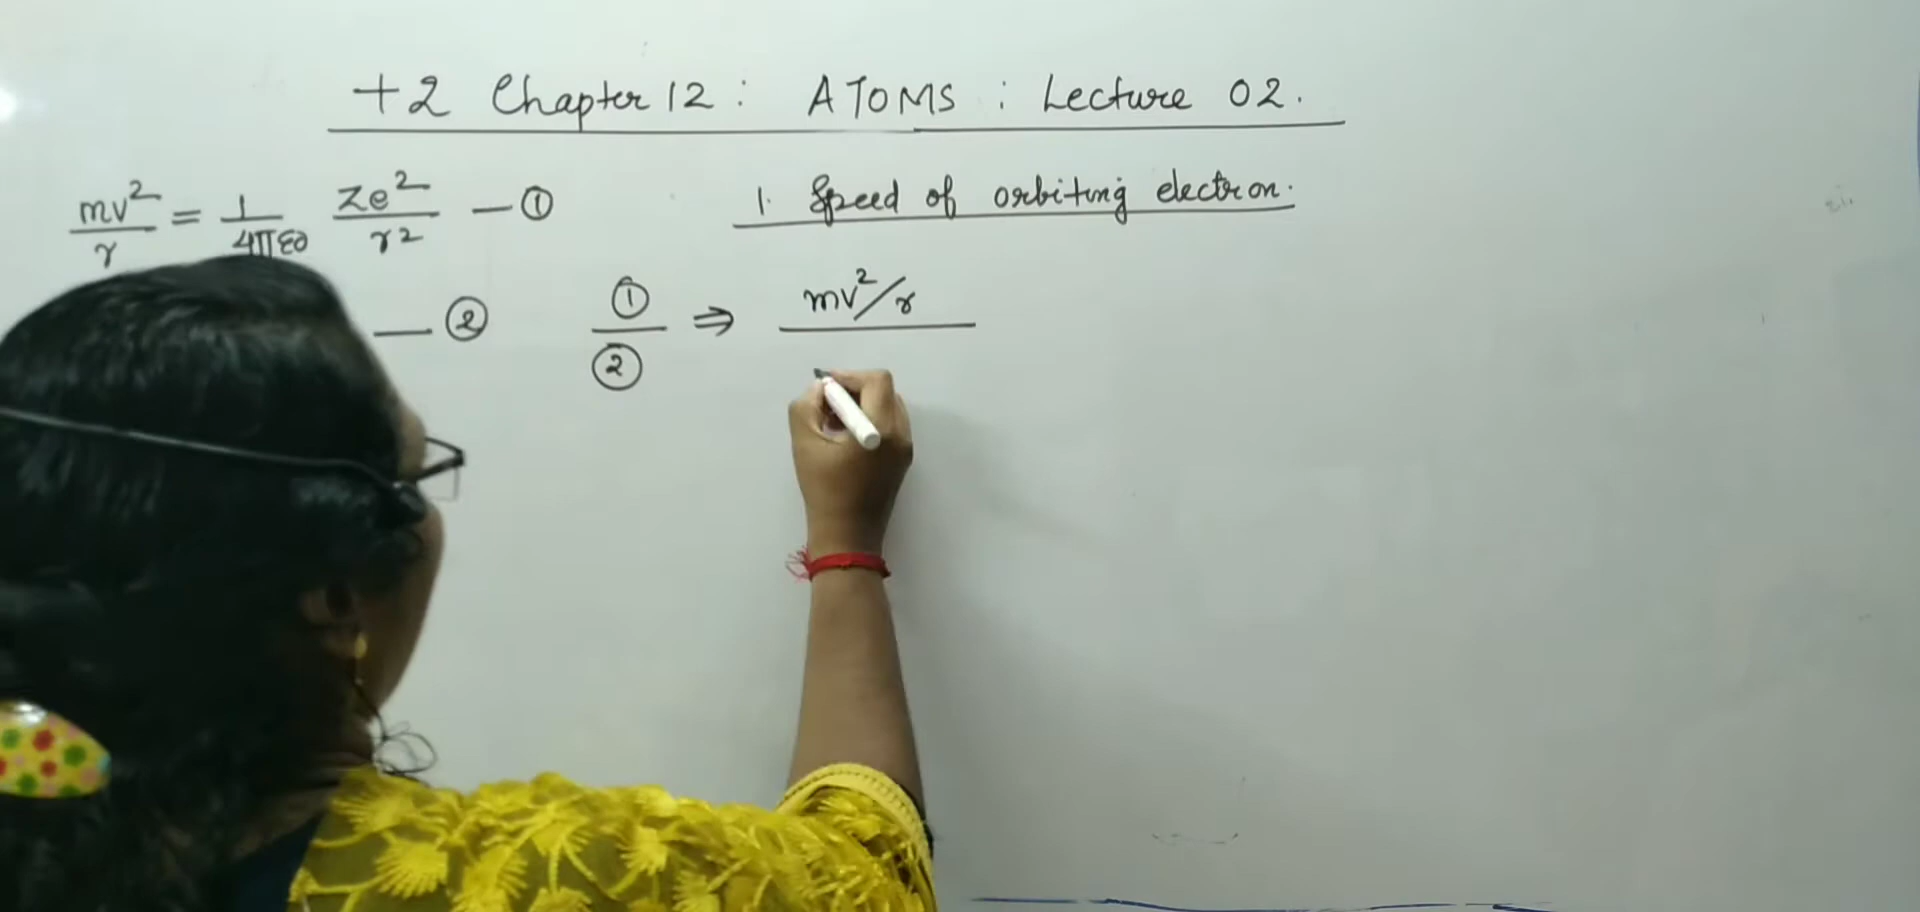 +2 Chapter 12 : ATOMS : Lecture 02.
mv²/r = 1/4πε0 Ze²/r² — ①
1. Speed of orbiting electron.
— ②
①/② ⇒ mv²/r